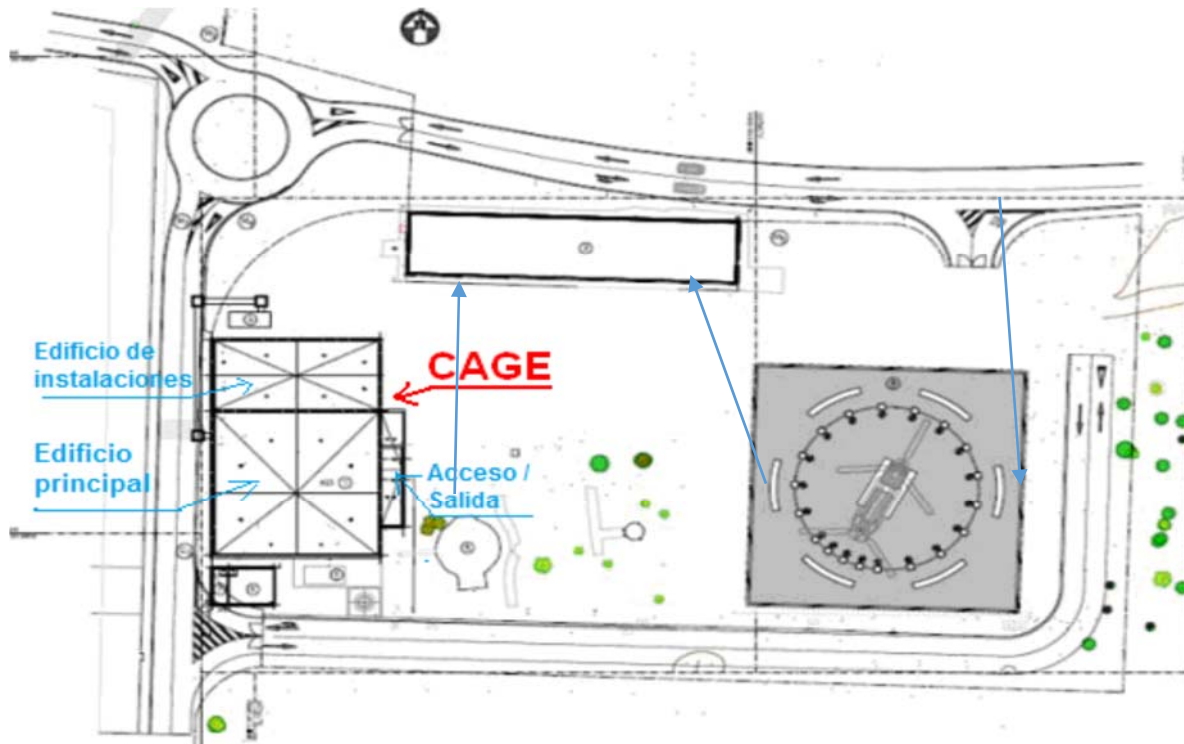 Edificio de
instalaciones
CAGE
Edificio
principal
Acceso /
Salida